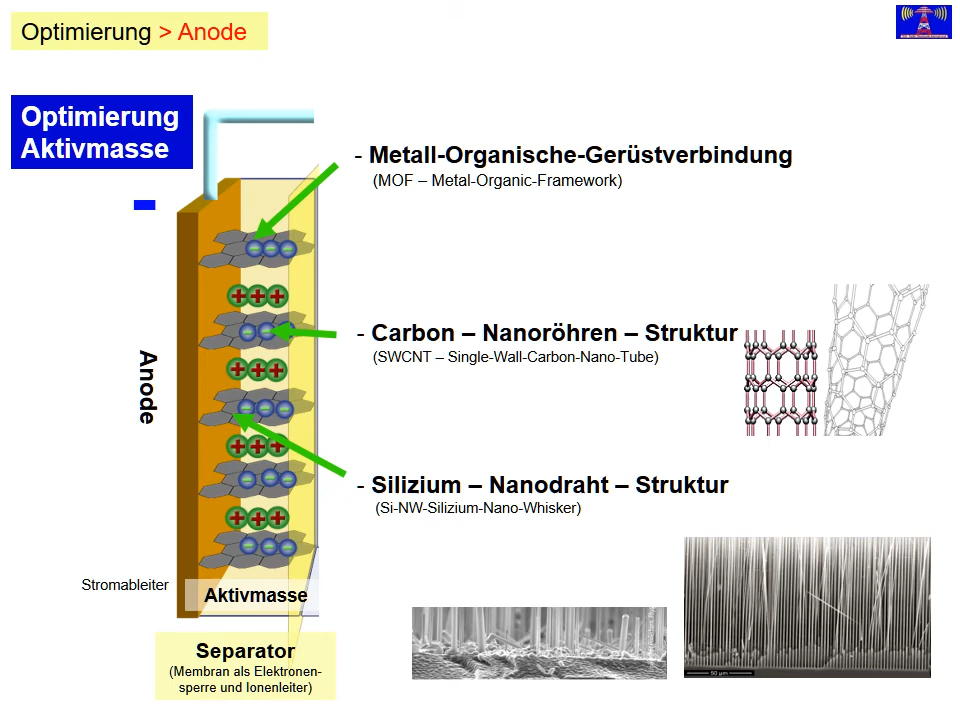 Optimierung > Anode
Optimierung
Aktivmasse
- Metall-Organische-Gerüstverbindung
(MOF – Metal-Organic-Framework)
- Carbon – Nanoröhren – Struktur
(SWCNT – Single-Wall-Carbon-Nano-Tube)
Anode
- Silizium – Nanodraht – Struktur
(Si-NW-Silizium-Nano-Whisker)
Stromableiter
Aktivmasse
Separator
(Membran als Elektronen-
sperre und Ionenleiter)
50 µm